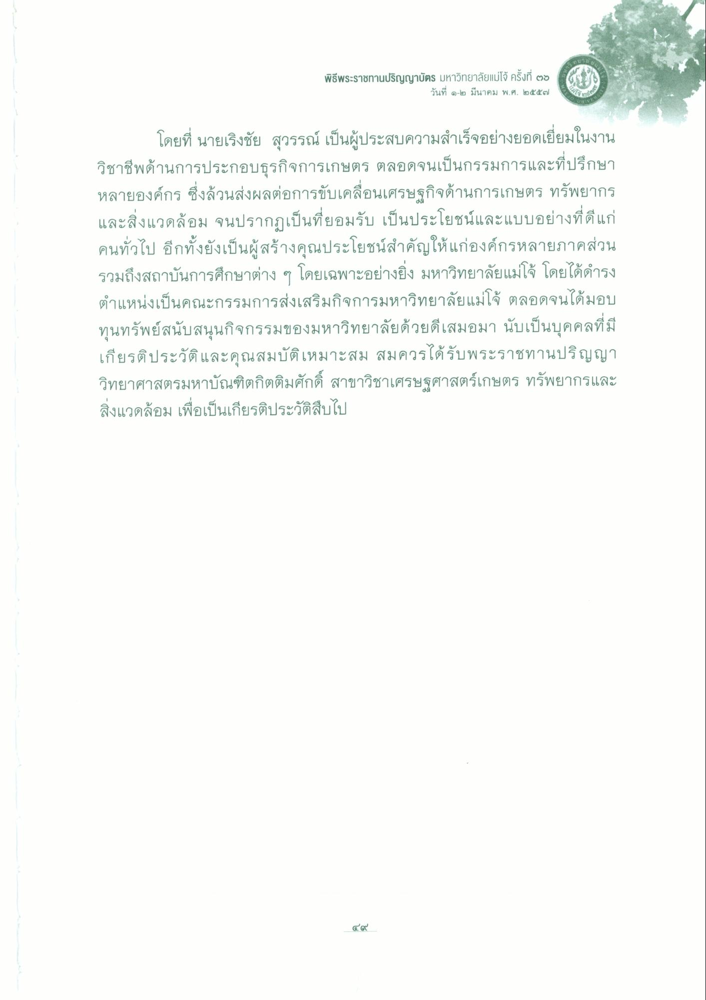 พิธีพระราชทานปริญญาบัตร มหาวิทยาลัยแม่โจ้ ครั้งที่ ๓๖
วันที่ ๑-๒ มีนาคม พ.ศ. ๒๕๕๗
โดยที่ นายเริงชัย สุวรรณ์ เป็นผู้ประสบความสำเร็จอย่างยอดเยี่ยมในงาน
วิชาชีพด้านการประกอบธุรกิจการเกษตร ตลอดจนเป็นกรรมการและที่ปรึกษา
หลายองค์กร ซึ่งล้วนส่งผลต่อการขับเคลื่อนเศรษฐกิจด้านการเกษตร ทรัพยากร
และสิ่งแวดล้อม จนปรากฏเป็นที่ยอมรับ เป็นประโยชน์และแบบอย่างที่ดีแก่
คนทั่วไป อีกทั้งยังเป็นผู้สร้างคุณประโยชน์สำคัญให้แก่องค์กรหลายภาคส่วน
รวมถึงสถาบันการศึกษาต่าง ๆ โดยเฉพาะอย่างยิ่ง มหาวิทยาลัยแม่โจ้ โดยได้ดำรง
ตำแหน่งเป็นคณะกรรมการส่งเสริมกิจการมหาวิทยาลัยแม่โจ้ ตลอดจนได้มอบ
ทุนทรัพย์สนับสนุนกิจกรรมของมหาวิทยาลัยด้วยดีเสมอมา นับเป็นบุคคลที่มี
เกียรติประวัติและคุณสมบัติเหมาะสม สมควรได้รับพระราชทานปริญญา
วิทยาศาสตรมหาบัณฑิตกิตติมศักดิ์ สาขาวิชาเศรษฐศาสตร์เกษตร ทรัพยากรและ
สิ่งแวดล้อม เพื่อเป็นเกียรติประวัติสืบไป
๔๙